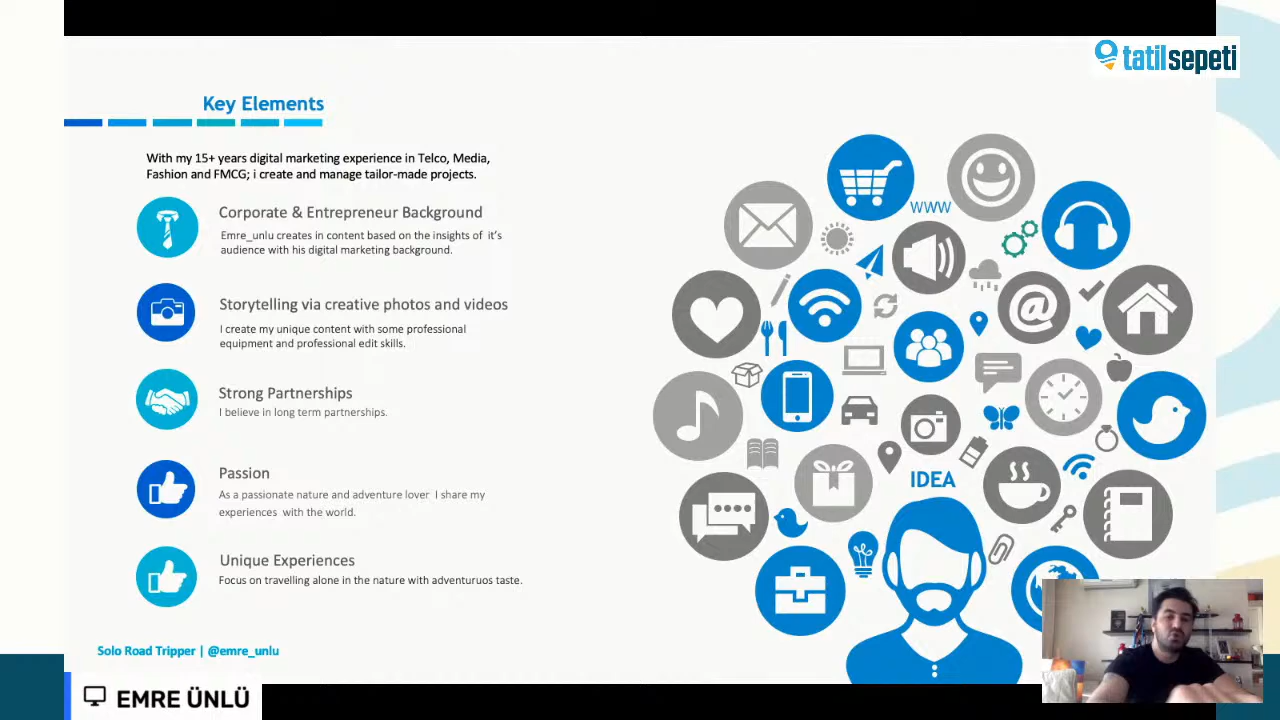 tatilsepeti
Key Elements
With my 15+ years digital marketing experience in Telco, Media,
Fashion and FMCG; i create and manage tailor-made projects.
Corporate & Entrepreneur Background
Emre_unlu creates in content based on the insights of it's
audience with his digital marketing background.
Storytelling via creative photos and videos
I create my unique content with some professional
equipment and professional edit skills.
Strong Partnerships
I believe in long term partnerships.
Passion
As a passionate nature and adventure lover I share my
experiences with the world.
Unique Experiences
Focus on travelling alone in the nature with adventuruos taste.
WWW
@
IDEA
Solo Road Tripper | @emre_unlu
EMRE ÜNLÜ